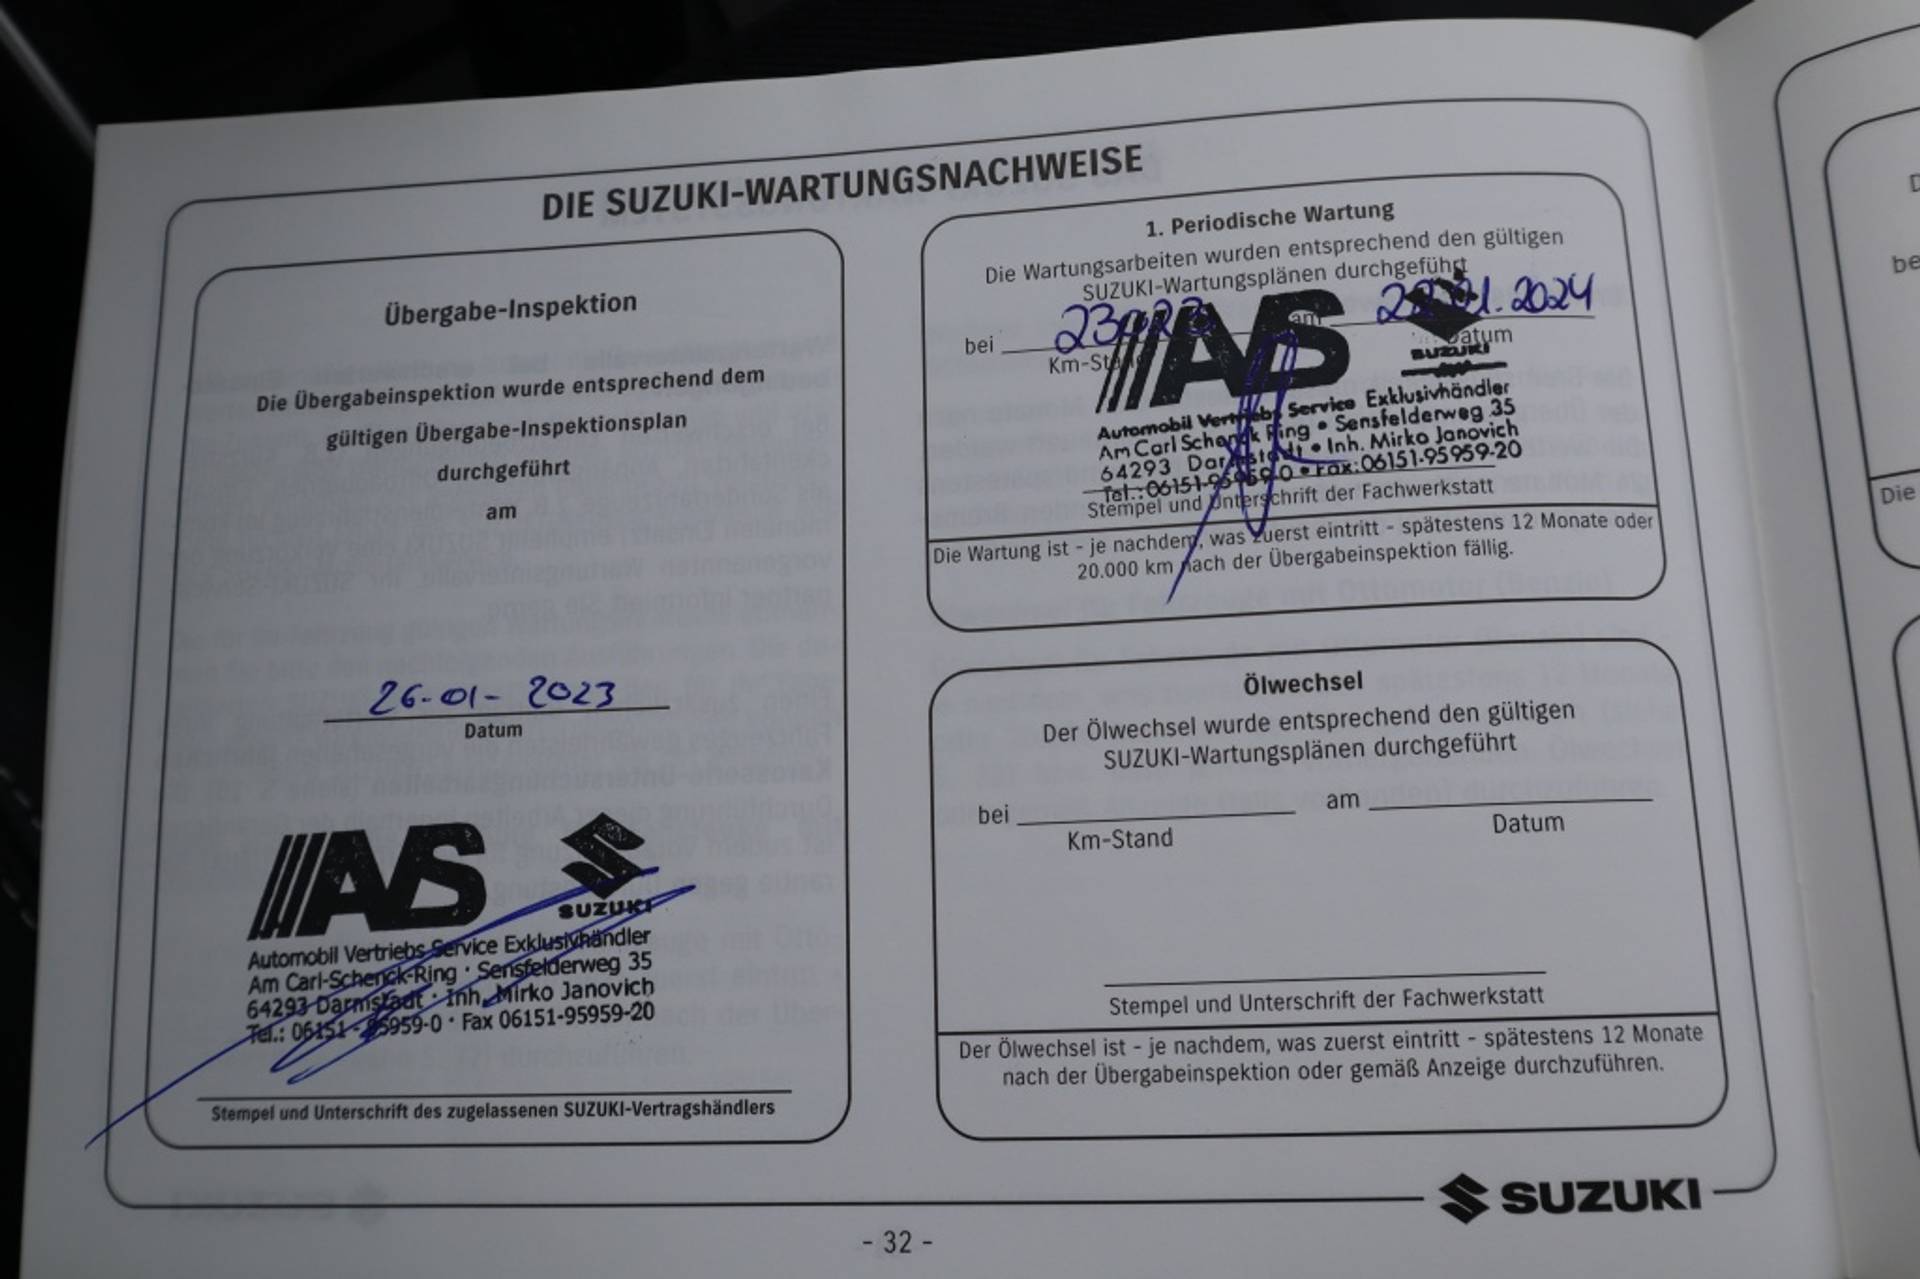 DIE SUZUKI-WARTUNGSNACHWEISE
Übergabe-Inspektion
Die Übergabeinspektion wurde entsprechend dem
gültigen Übergabe-Inspektionsplan
durchgeführt
am
26-01-2023
Datum
AVS
SUZUKI
Automobil Vertriebs Service Exklusivhändler
Am Carl-Schenck-Ring · Sensfelderweg 35
64293 Darmstadt · Inh. Mirko Janovich
Tel.: 06151-95959-0 · Fax 06151-95959-20
Stempel und Unterschrift des zugelassenen SUZUKI-Vertragshändlers
1. Periodische Wartung
Die Wartungsarbeiten wurden entsprechend den gültigen
SUZUKI-Wartungsplänen durchgeführt
bei am .2024
Km-Stand Datum
AVS
SUZUKI
Automobil Vertriebs Service Exklusivhändler
Am Carl Schenck Ring • Sensfelderweg 35
64293 Darmstadt • Inh. Mirko Janovich
Tel.: 06151-95959-0 • Fax: 06151-95959-20
Stempel und Unterschrift der Fachwerkstatt
Die Wartung ist - je nachdem, was zuerst eintritt - spätestens 12 Monate oder
20.000 km nach der Übergabeinspektion fällig.
Ölwechsel
Der Ölwechsel wurde entsprechend den gültigen
SUZUKI-Wartungsplänen durchgeführt
bei am
Km-Stand Datum
Stempel und Unterschrift der Fachwerkstatt
Der Ölwechsel ist - je nachdem, was zuerst eintritt - spätestens 12 Monate
nach der Übergabeinspektion oder gemäß Anzeige durchzuführen.
SUZUKI
- 32 -
be
Die